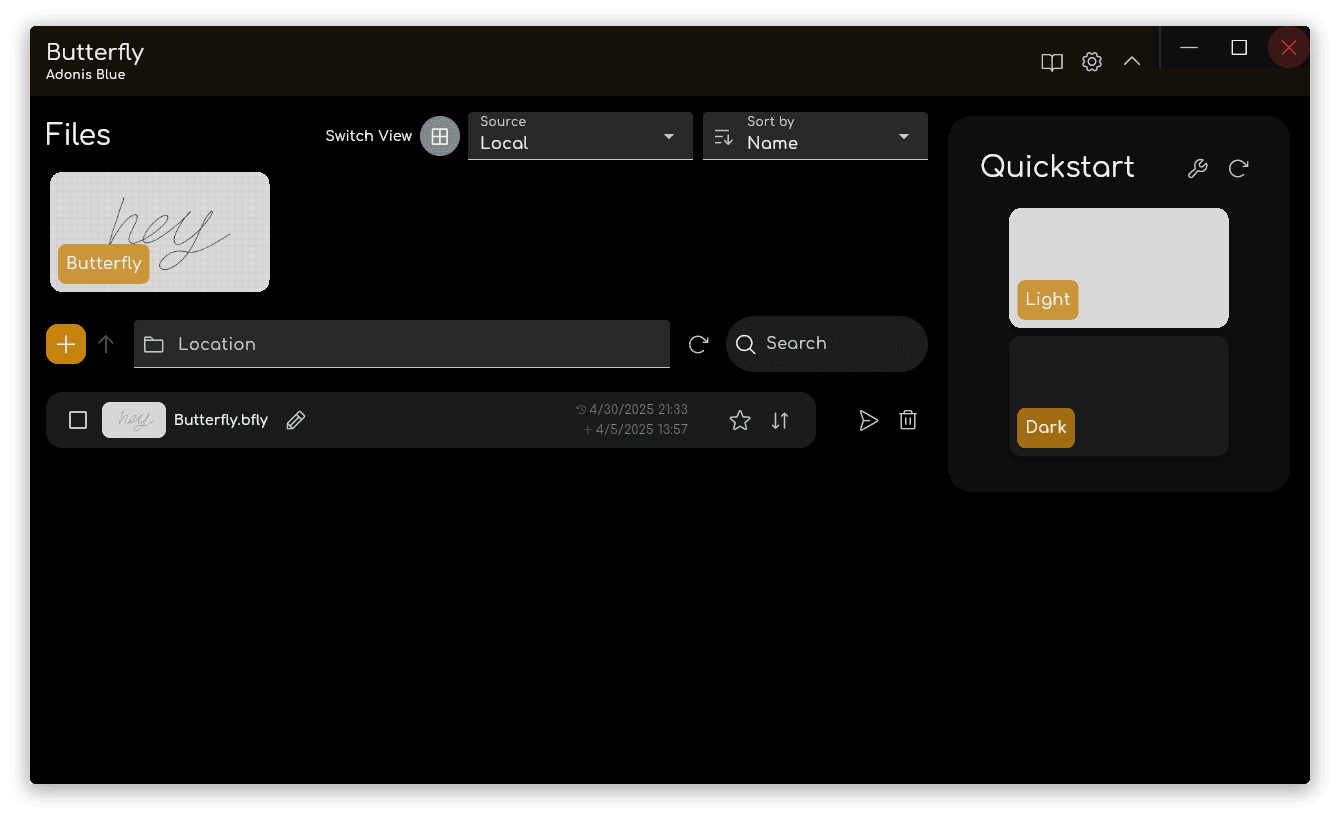 Butterfly
Adonis Blue
Files
Switch View
Source
Local
Sort by
Name
hey
Butterfly
Quickstart
Light
Dark
Location
Search
hey
Butterfly.bfly
4/30/2025 21:33
4/5/2025 13:57